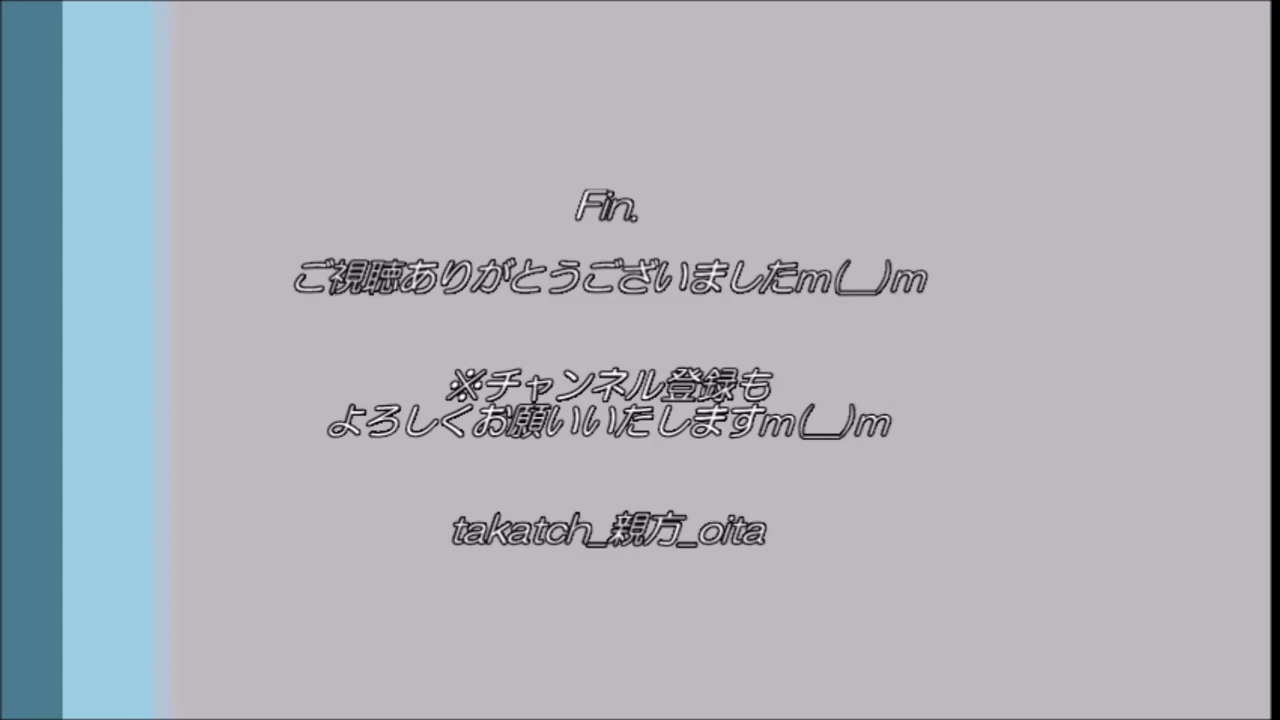 Fin.
ご視聴ありがとうございましたm(__)m
※チャンネル登録も
よろしくお願いいたしますm(__)m
takatch_親方_oita